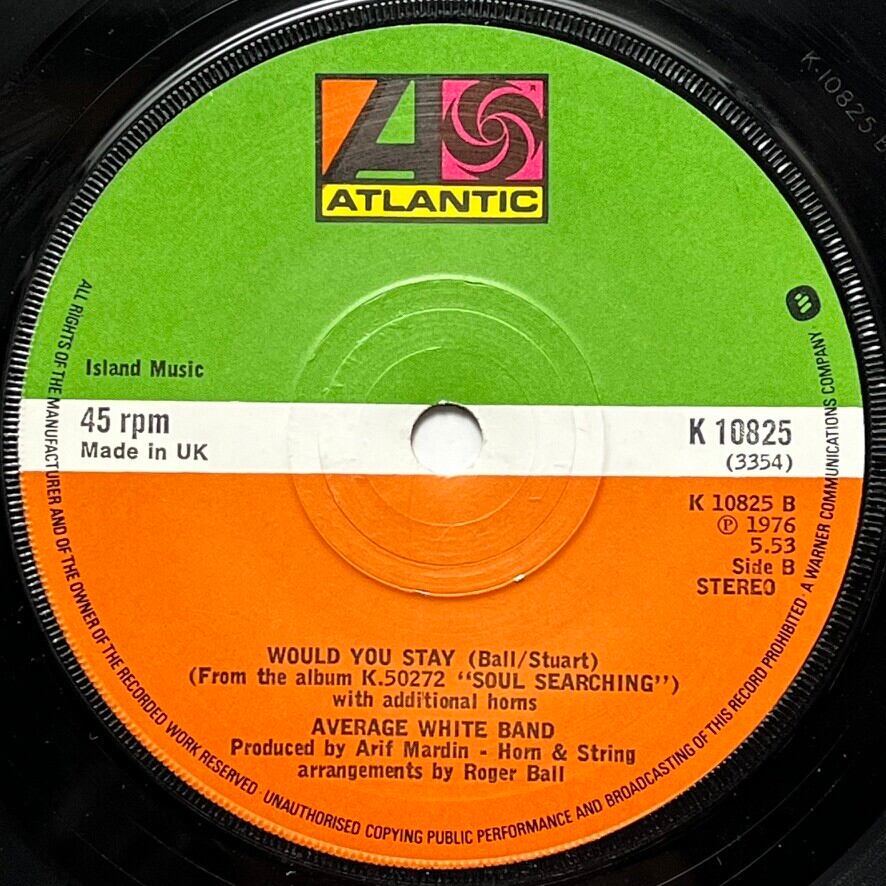 K 10825 B
ATLANTIC
Island Music
45 rpm
Made in UK
K 10825
(3354)
K 10825 B
Ⓟ 1976
5.53
Side B
STEREO
WOULD YOU STAY (Ball/Stuart)
(From the album K.50272 "SOUL SEARCHING")
with additional horns
AVERAGE WHITE BAND
Produced by Arif Mardin - Horn & String
arrangements by Roger Ball
ALL RIGHTS OF THE MANUFACTURER AND OF THE OWNER OF THE RECORDED WORK RESERVED · UNAUTHORISED COPYING PUBLIC PERFORMANCE AND BROADCASTING OF THIS RECORD PROHIBITED · A WARNER COMMUNICATIONS COMPANY